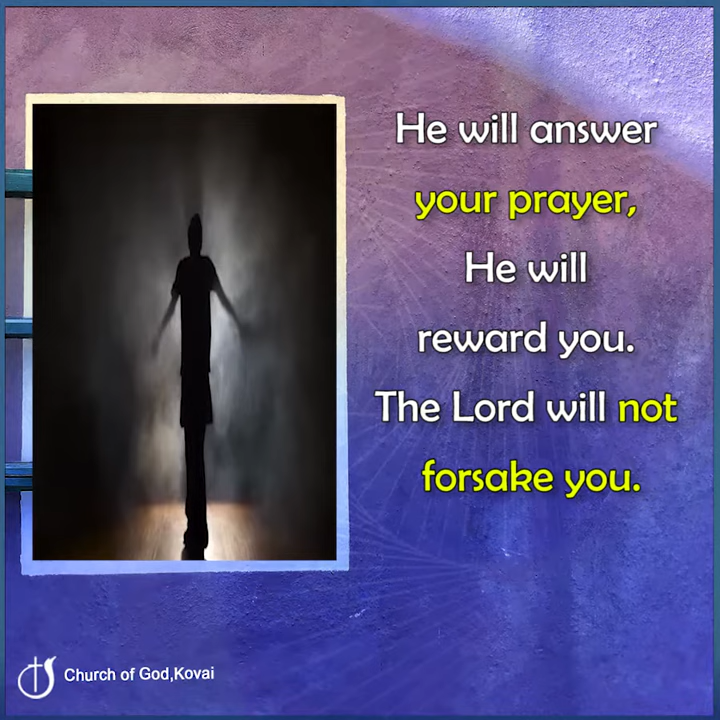 He will answer
your prayer,
He will
reward you.
The Lord will not
forsake you.
Church of God,Kovai